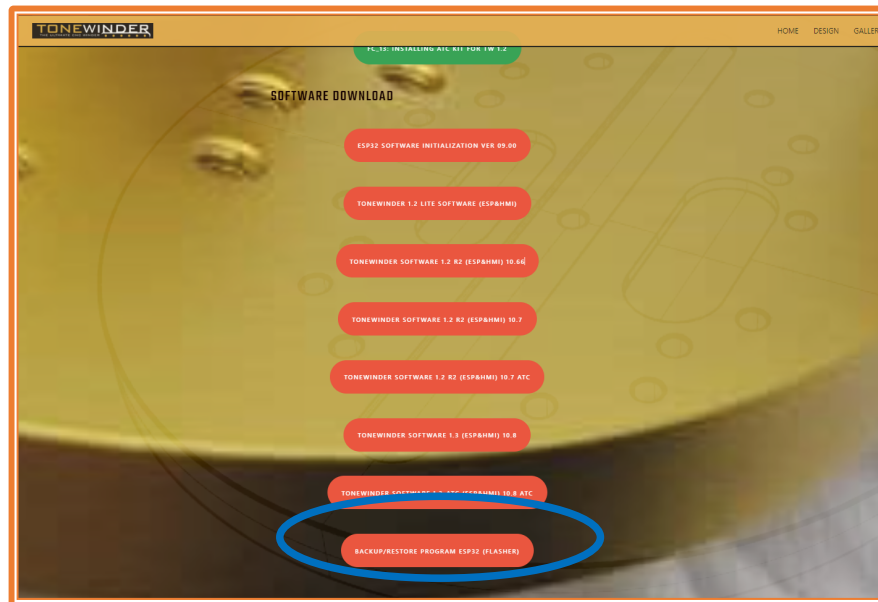 TONEWINDER
HOME DESIGN GALLER
FC_13: INSTALLING ATC KIT FOR TW 1.2
SOFTWARE DOWNLOAD
ESP32 SOFTWARE INITIALIZATION VER 09.00
TONEWINDER 1.2 LITE SOFTWARE (ESP&HMI)
TONEWINDER SOFTWARE 1.2 R2 (ESP&HMI) 10.66
TONEWINDER SOFTWARE 1.2 R2 (ESP&HMI) 10.7
TONEWINDER SOFTWARE 1.2 R2 (ESP&HMI) 10.7 ATC
TONEWINDER SOFTWARE 1.3 (ESP&HMI) 10.8
TONEWINDER SOFTWARE ATC (ESP&HMI) 10.8 ATC
BACKUP/RESTORE PROGRAM ESP32 (FLASHER)